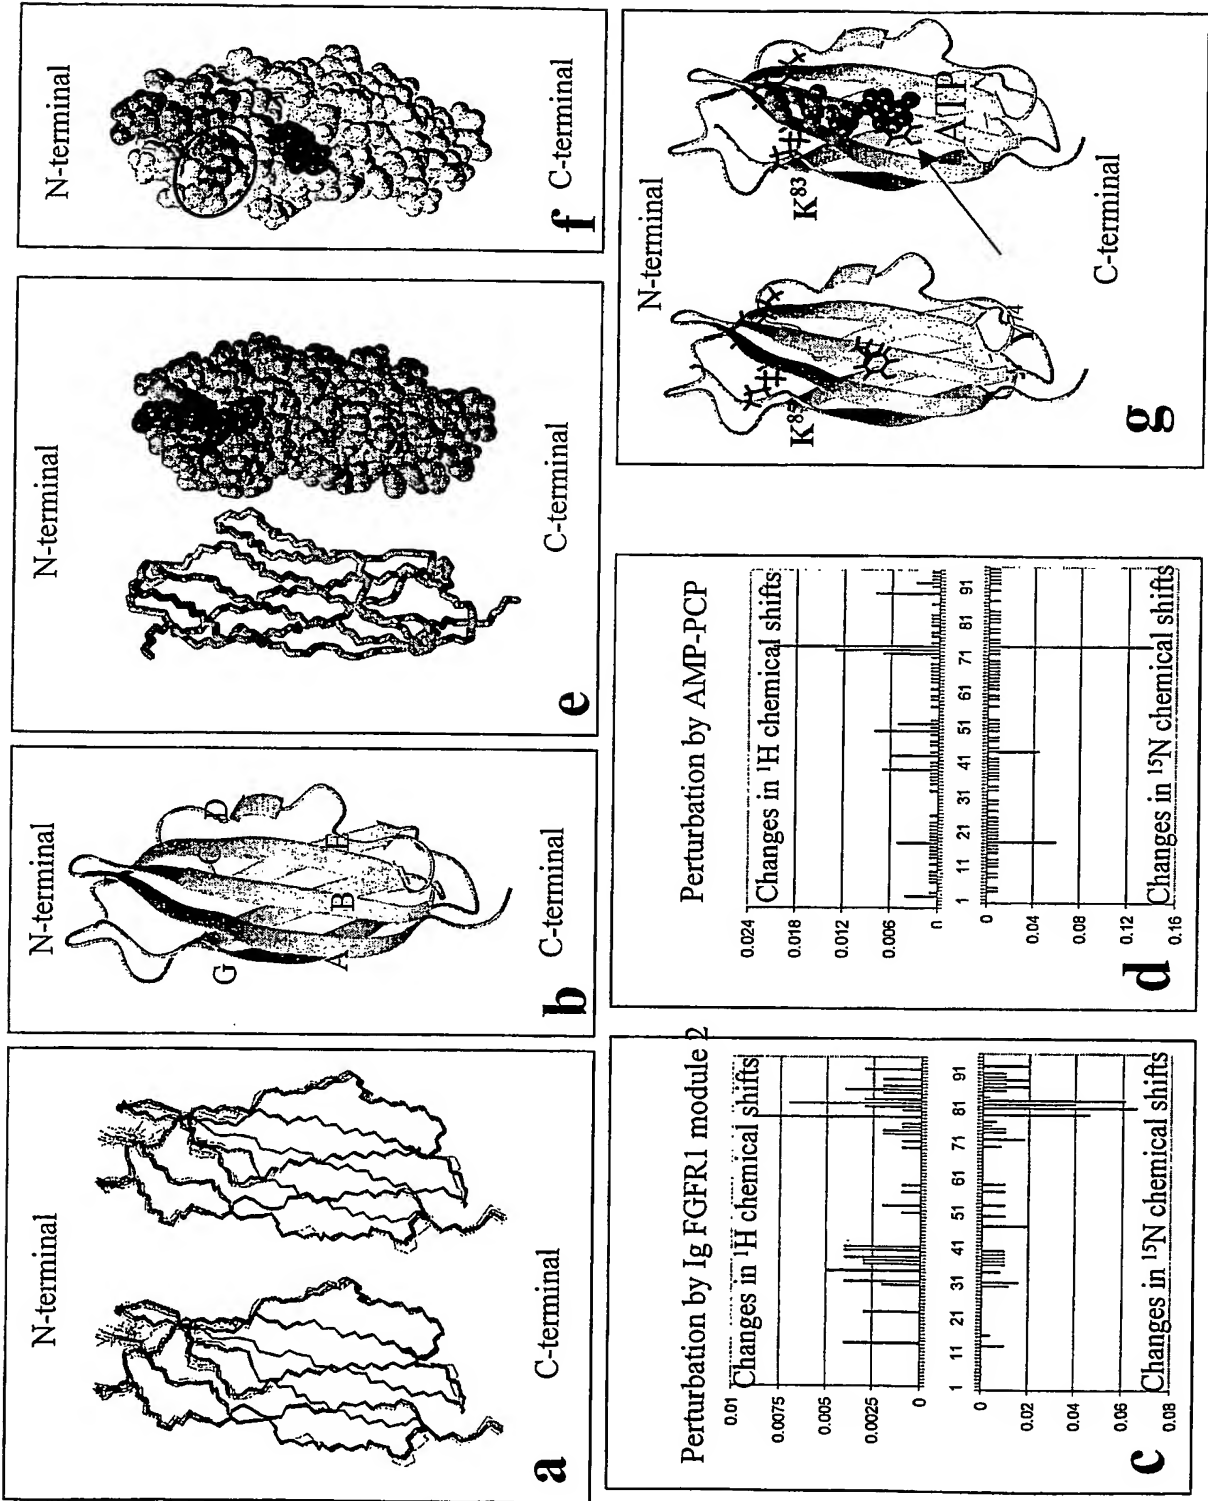 N-terminal
C-terminal
a
N-terminal
G
D
C
A
B
E
C-terminal
b
N-terminal
C-terminal
e
N-terminal
C-terminal
f
Perturbation by Ig FGFR1 module 2
0.01
0.0075
0.005
0.0025
0
Changes in ¹H chemical shifts
1 11 21 31 41 51 61 71 81 91
0
0.02
0.04
0.06
0.08
Changes in ¹⁵N chemical shifts
c
Perturbation by AMP-PCP
0.024
0.018
0.012
0.006
0
Changes in ¹H chemical shifts
1 11 21 31 41 51 61 71 81 91
0
0.04
0.08
0.12
0.16
Changes in ¹⁵N chemical shifts
d
N-terminal
K⁸³
ATP
C-terminal
g